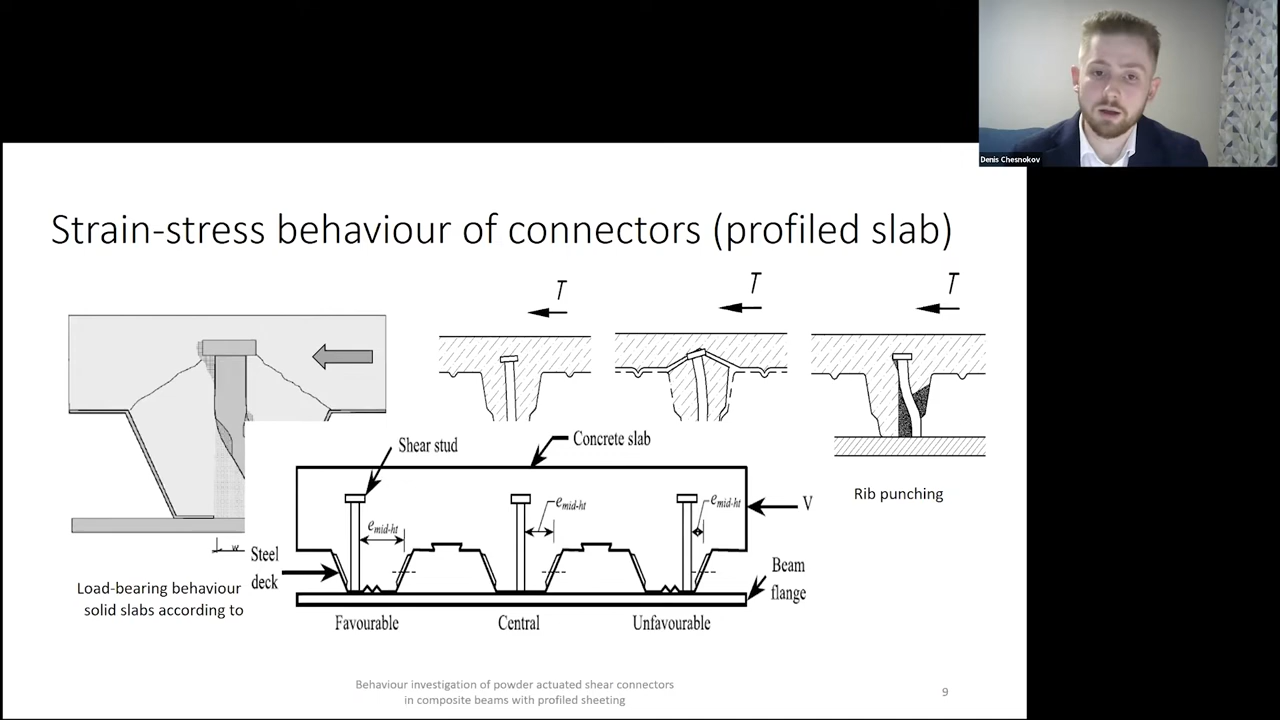 Denis Chesnokov
Strain-stress behaviour of connectors (profiled slab)
T
T
T
Shear stud
Concrete slab
e mid-ht
e mid-ht
e mid-ht
V
Rib punching
w
Steel
deck
Beam
flange
Load-bearing behaviour
solid slabs according to
Favourable
Central
Unfavourable
Behaviour investigation of powder actuated shear connectors
in composite beams with profiled sheeting
9